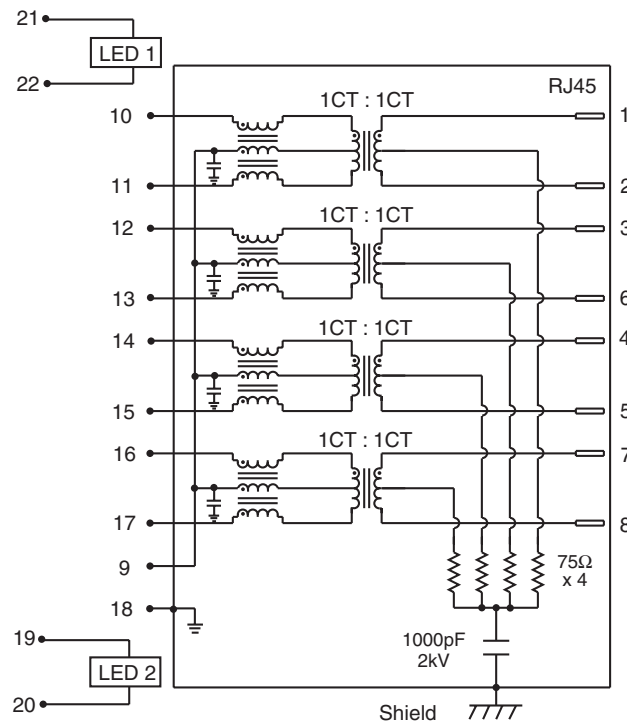 21
LED 1
22
RJ45
1CT : 1CT
10
1
11
2
1CT : 1CT
12
3
13
6
1CT : 1CT
14
4
15
5
1CT : 1CT
16
7
17
8
9
75Ω
x 4
18
19
1000pF
2kV
LED 2
20
Shield